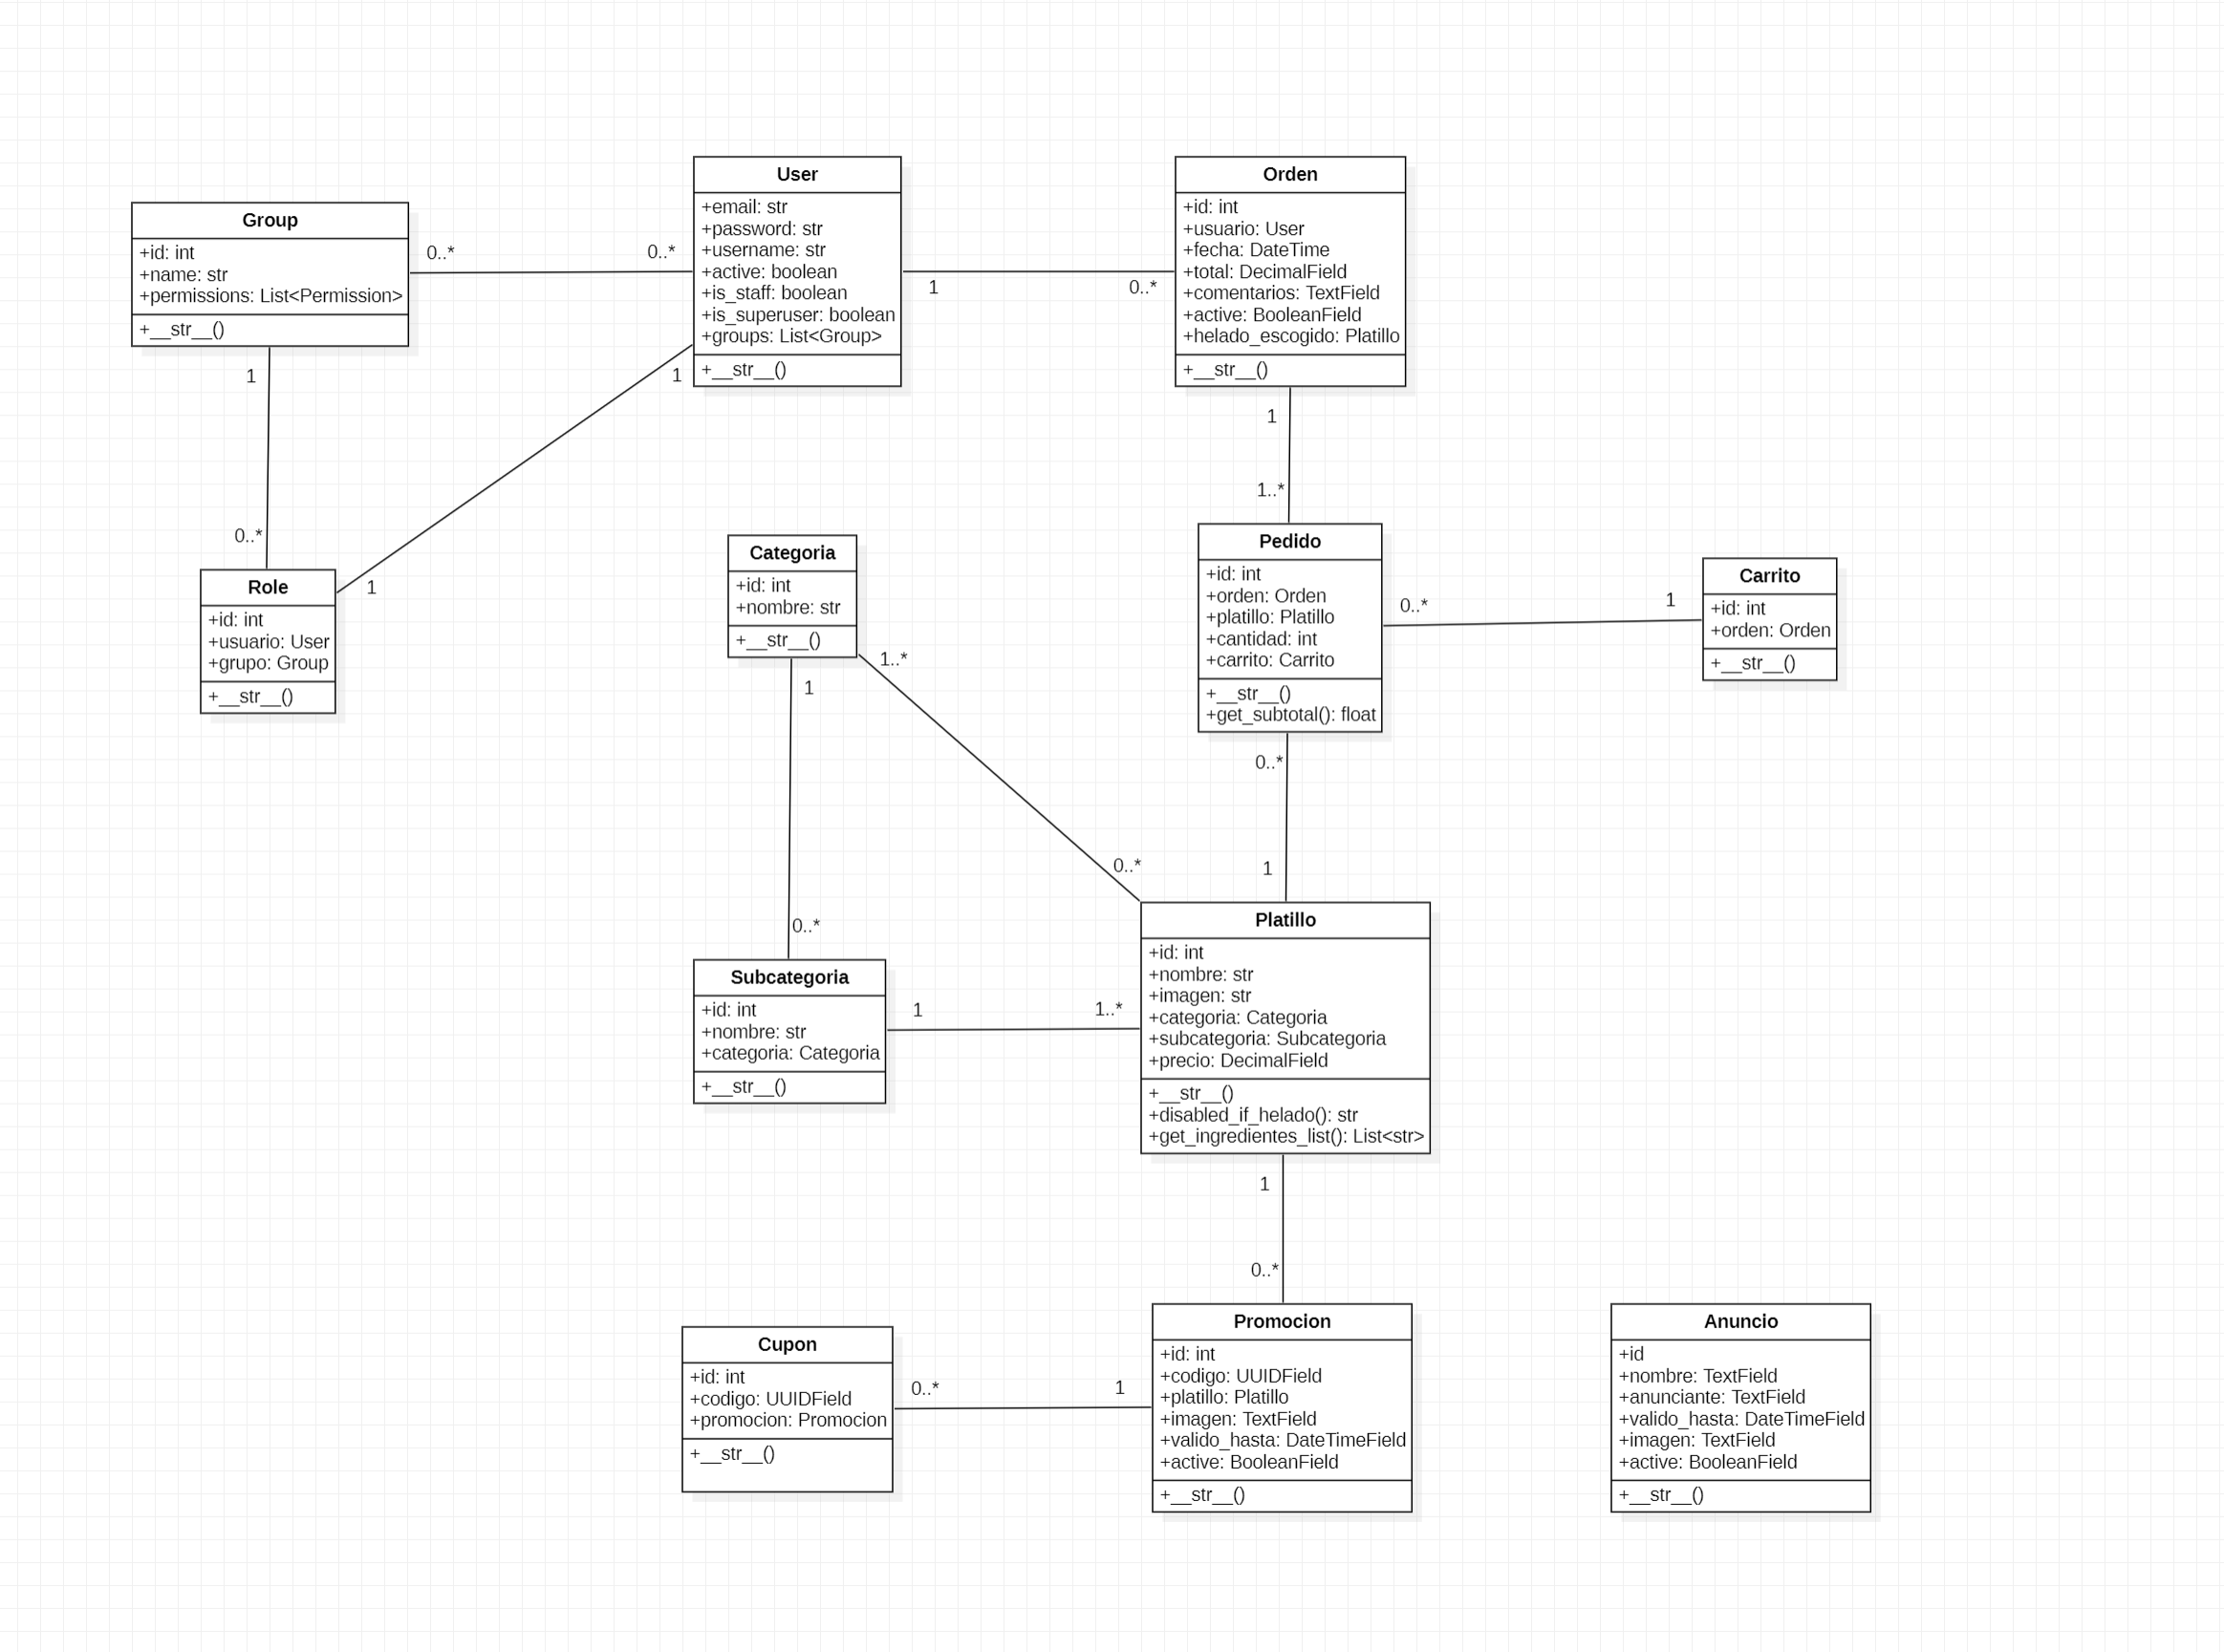 Group
+id: int
+name: str
+permissions: List<Permission>
+__str__()
0..*
0..*
User
+email: str
+password: str
+username: str
+active: boolean
+is_staff: boolean
+is_superuser: boolean
+groups: List<Group>
+__str__()
1
0..*
Orden
+id: int
+usuario: User
+fecha: DateTime
+total: DecimalField
+comentarios: TextField
+active: BooleanField
+helado_escogido: Platillo
+__str__()
1
1
1
1..*
0..*
1
Role
+id: int
+usuario: User
+grupo: Group
+__str__()
Categoria
+id: int
+nombre: str
+__str__()
1
1..*
Pedido
+id: int
+orden: Orden
+platillo: Platillo
+cantidad: int
+carrito: Carrito
+__str__()
+get_subtotal(): float
0..*
1
Carrito
+id: int
+orden: Orden
+__str__()
0..*
1
0..*
0..*
Subcategoria
+id: int
+nombre: str
+categoria: Categoria
+__str__()
1
1..*
Platillo
+id: int
+nombre: str
+imagen: str
+categoria: Categoria
+subcategoria: Subcategoria
+precio: DecimalField
+__str__()
+disabled_if_helado(): str
+get_ingredientes_list(): List<str>
1
0..*
Cupon
+id: int
+codigo: UUIDField
+promocion: Promocion
+__str__()
0..*
1
Promocion
+id: int
+codigo: UUIDField
+platillo: Platillo
+imagen: TextField
+valido_hasta: DateTimeField
+active: BooleanField
+__str__()
Anuncio
+id
+nombre: TextField
+anunciante: TextField
+valido_hasta: DateTimeField
+imagen: TextField
+active: BooleanField
+__str__()